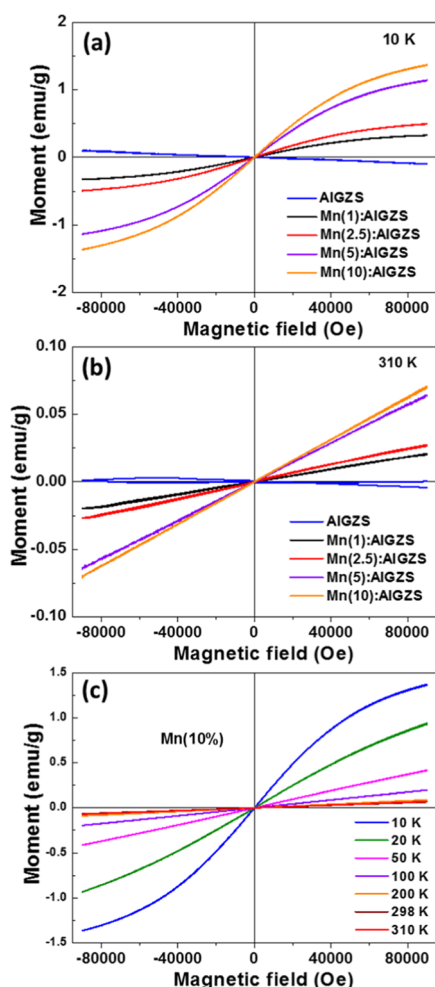 (a)
10 K
Moment (emu/g)
2
1
0
-1
-2
AIGZS
Mn(1):AIGZS
Mn(2.5):AIGZS
Mn(5):AIGZS
Mn(10):AIGZS
-80000 -40000 0 40000 80000
Magnetic field (Oe)
(b)
310 K
Moment (emu/g)
0.10
0.05
0.00
-0.05
-0.10
AIGZS
Mn(1):AIGZS
Mn(2.5):AIGZS
Mn(5):AIGZS
Mn(10):AIGZS
-80000 -40000 0 40000 80000
Magnetic field (Oe)
(c)
Mn(10%)
Moment (emu/g)
1.5
1.0
0.5
0.0
-0.5
-1.0
-1.5
10 K
20 K
50 K
100 K
200 K
298 K
310 K
-80000 -40000 0 40000 80000
Magnetic field (Oe)